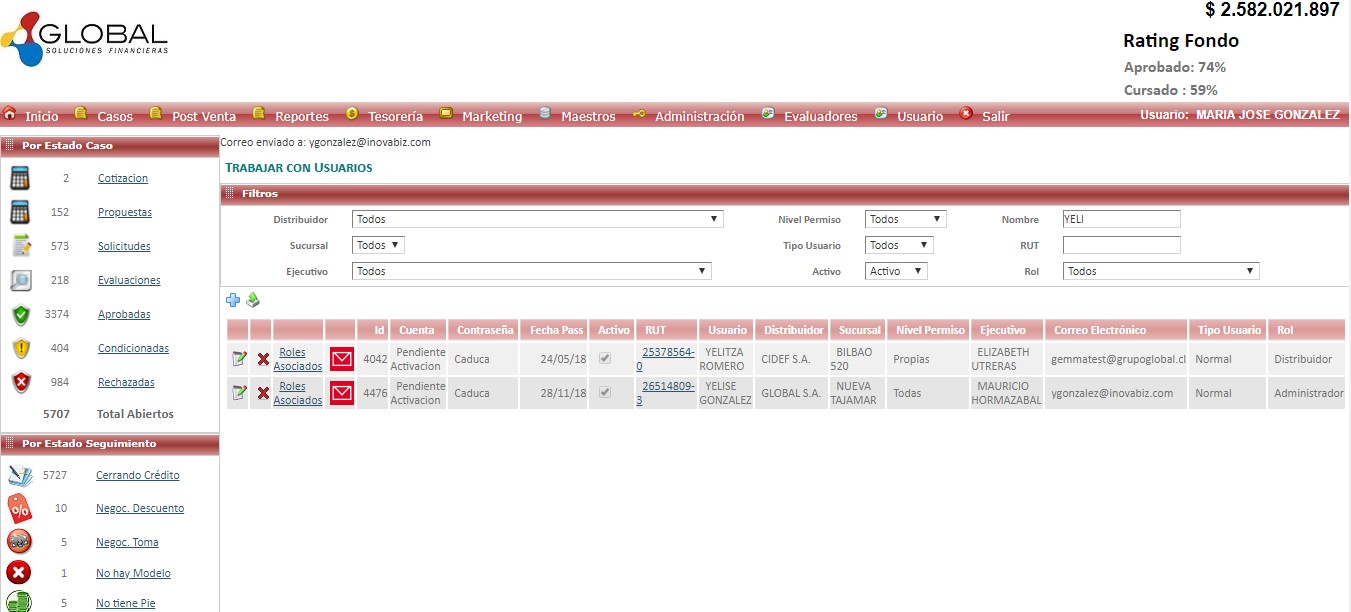 $ 2.582.021.897
GLOBAL
SOLUCIONES FINANCIERAS
Rating Fondo
Aprobado: 74%
Cursado : 59%
Inicio Casos Post Venta Reportes Tesorería Marketing Maestros Administración Evaluadores Usuario Salir Usuario: MARIA JOSE GONZALEZ
Por Estado Caso
2 Cotizacion
152 Propuestas
573 Solicitudes
218 Evaluaciones
3374 Aprobadas
404 Condicionadas
984 Rechazadas
5707 Total Abiertos
Por Estado Seguimiento
5727 Cerrando Crédito
10 Negoc. Descuento
5 Negoc. Toma
1 No hay Modelo
5 No tiene Pie
Correo enviado a: ygonzalez@inovabiz.com
TRABAJAR CON USUARIOS
Filtros
Distribuidor Todos Nivel Permiso Todos Nombre YELI
Sucursal Todos Tipo Usuario Todos RUT
Ejecutivo Todos Activo Activo Rol Todos
Id Cuenta Contraseña Fecha Pass Activo RUT Usuario Distribuidor Sucursal Nivel Permiso Ejecutivo Correo Electrónico Tipo Usuario Rol
Roles Asociados 4042 Pendiente Activacion Caduca 24/05/18 25378564-0 YELITZA ROMERO CIDEF S.A. BILBAO 520 Propias ELIZABETH UTRERAS gemmatest@grupoglobal.cl Normal Distribuidor
Roles Asociados 4476 Pendiente Activacion Caduca 28/11/18 26514809-3 YELISE GONZALEZ GLOBAL S.A. NUEVA TAJAMAR Todas MAURICIO HORMAZABAL ygonzalez@inovabiz.com Normal Administrador